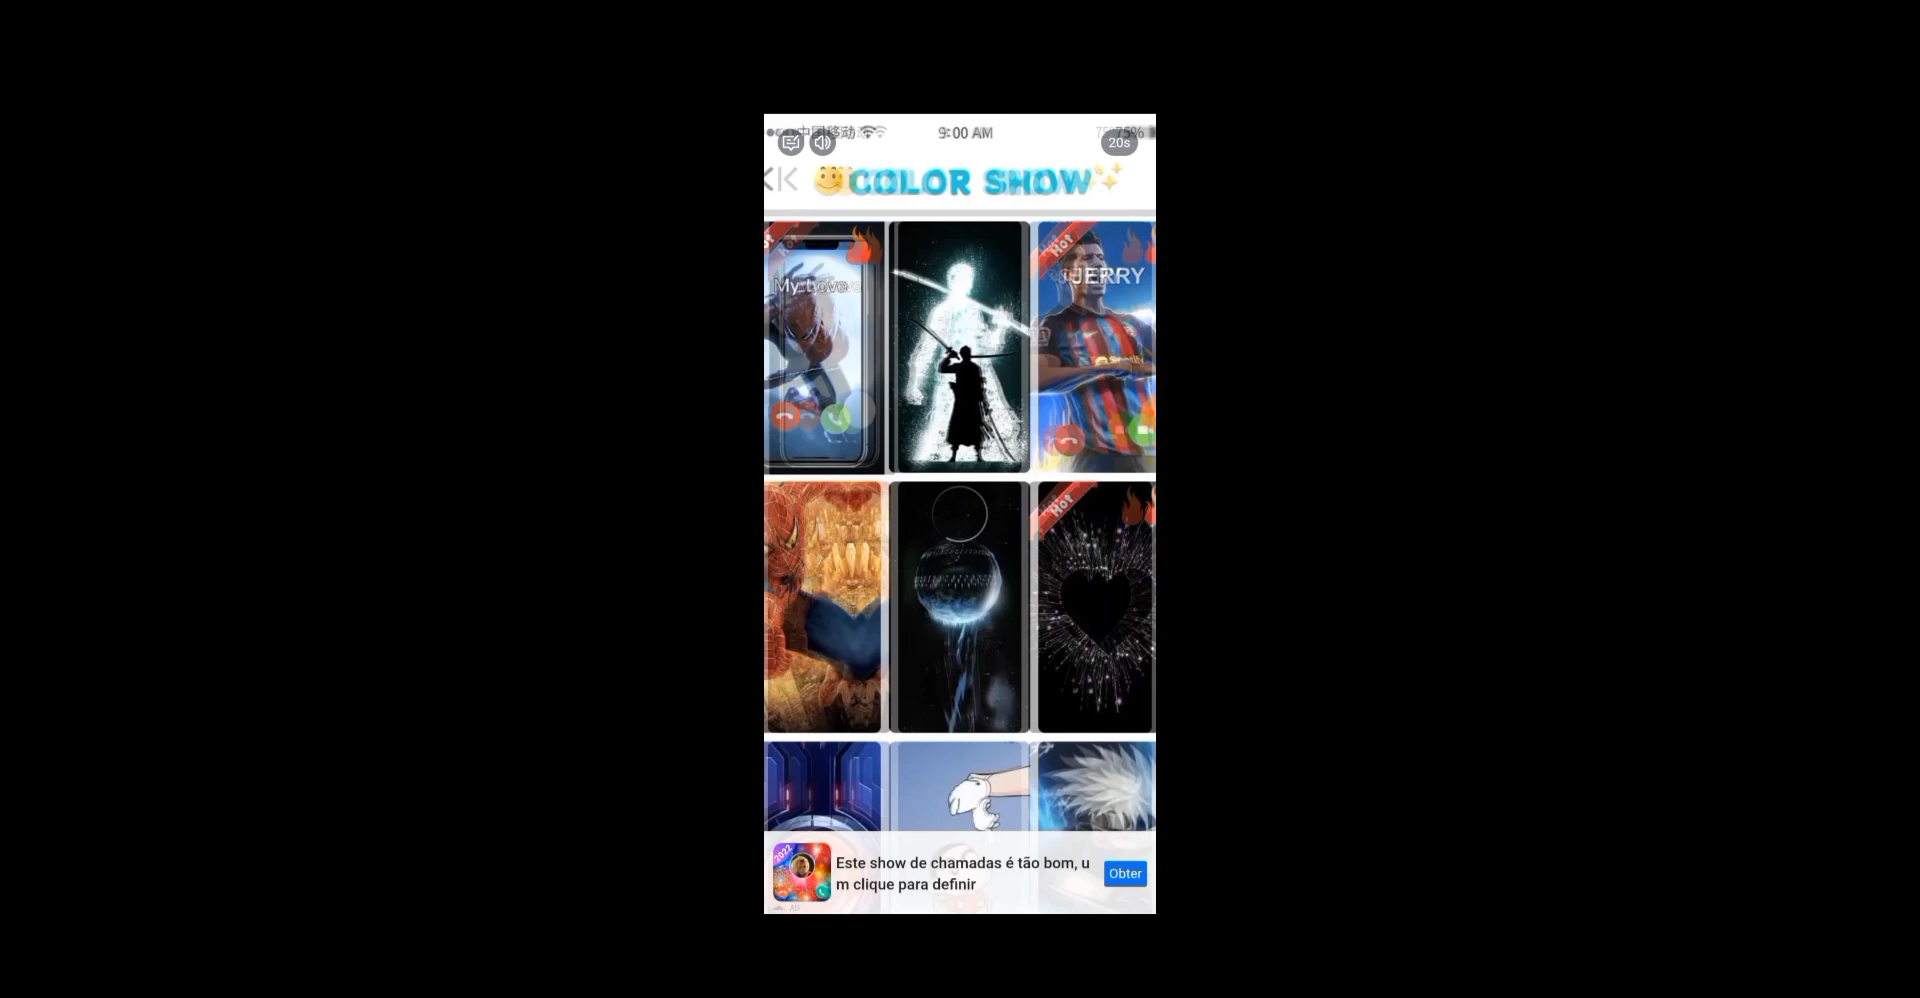 中国移动
9:00 AM
75%
20s
COLOR SHOW
Hot
My Love
Hot
JERRY
Hot
2022
Este show de chamadas é tão bom, u
m clique para definir
Obter
AD